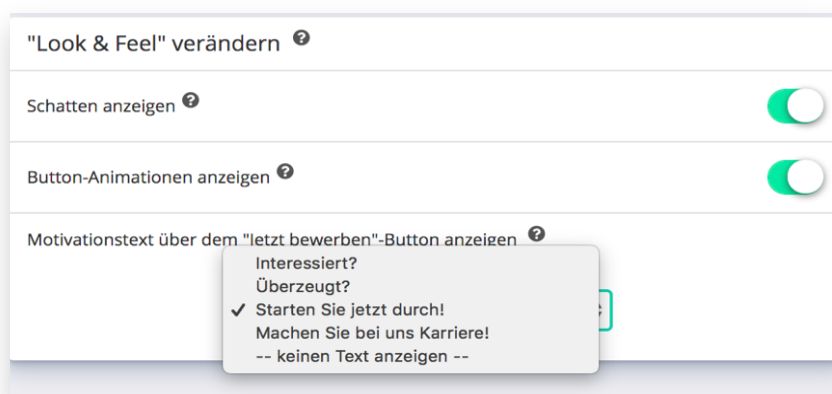 "Look & Feel" verändern ?
Schatten anzeigen ?
Button-Animationen anzeigen ?
Motivationstext über dem "Jetzt bewerben"-Button anzeigen ?
Interessiert?
Überzeugt?
✓ Starten Sie jetzt durch!
Machen Sie bei uns Karriere!
-- keinen Text anzeigen --